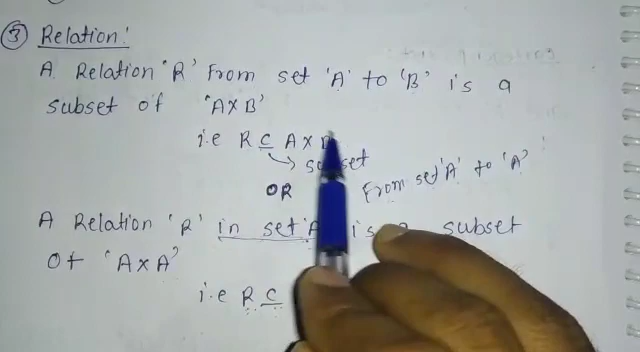 ③ Relation:
A Relation 'R' From set 'A' to 'B' is a
subset of 'AXB'
i.e R ⊆ A X B
subset
OR
From set 'A' to 'A'
A Relation 'R' in set 'A' is a subset
Of 'A x A'
i.e R ⊆